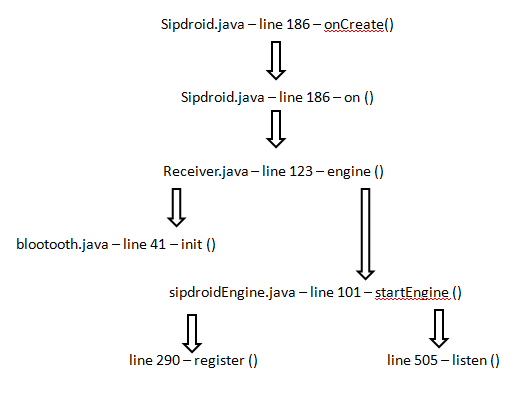 Sipdroid.java – line 186 – onCreate()
Sipdroid.java – line 186 – on ()
Receiver.java – line 123 – engine ()
blootooth.java – line 41 – init ()
sipdroidEngine.java – line 101 – startEngine ()
line 290 – register ()
line 505 – listen ()